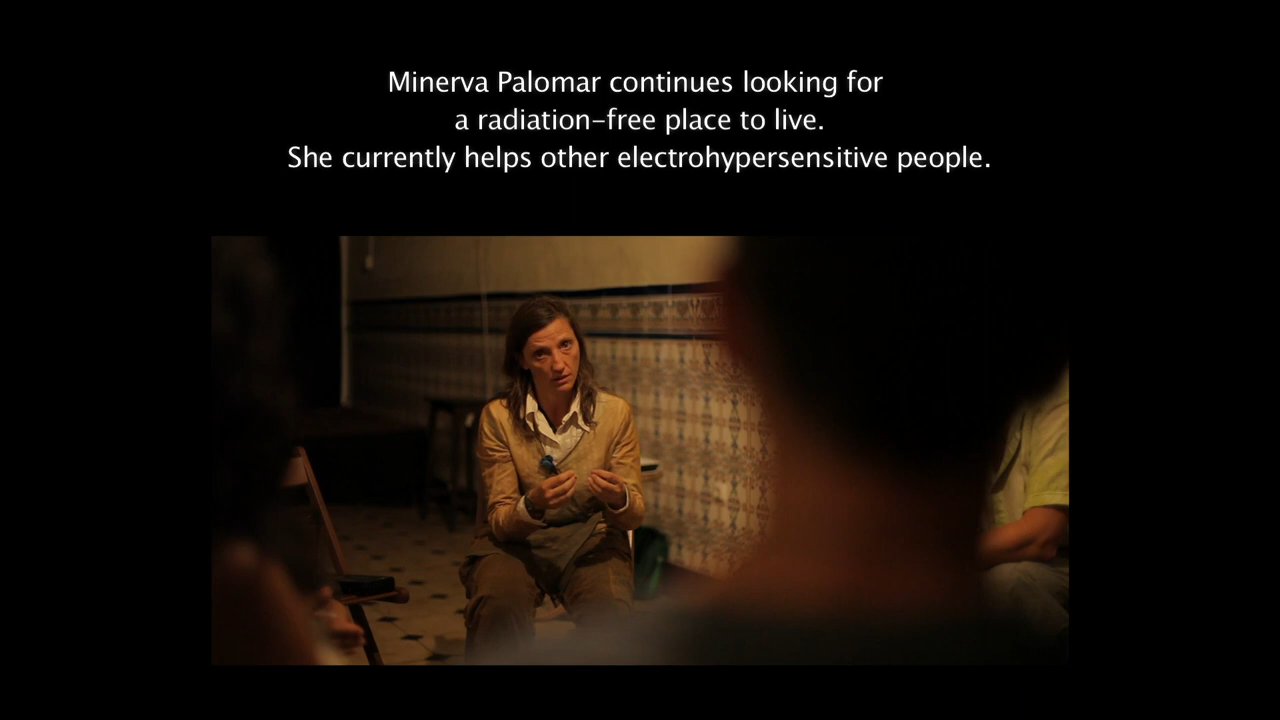 Minerva Palomar continues looking for
a radiation-free place to live.
She currently helps other electrohypersensitive people.